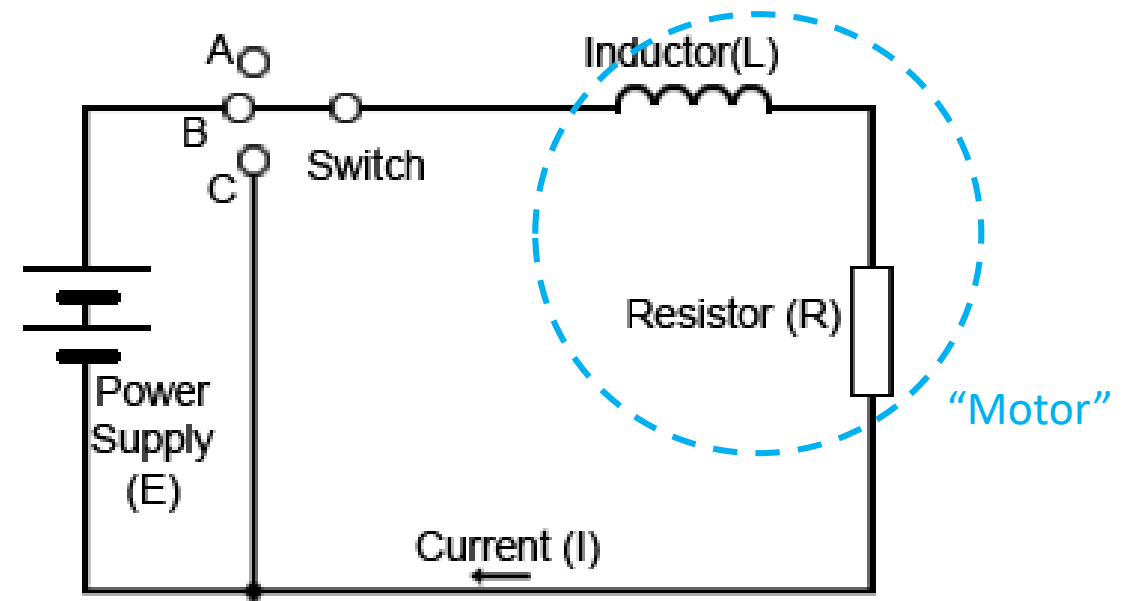 A
Inductor(L)
B
C
Switch
Resistor (R)
Power
Supply
(E)
“Motor”
Current (I)